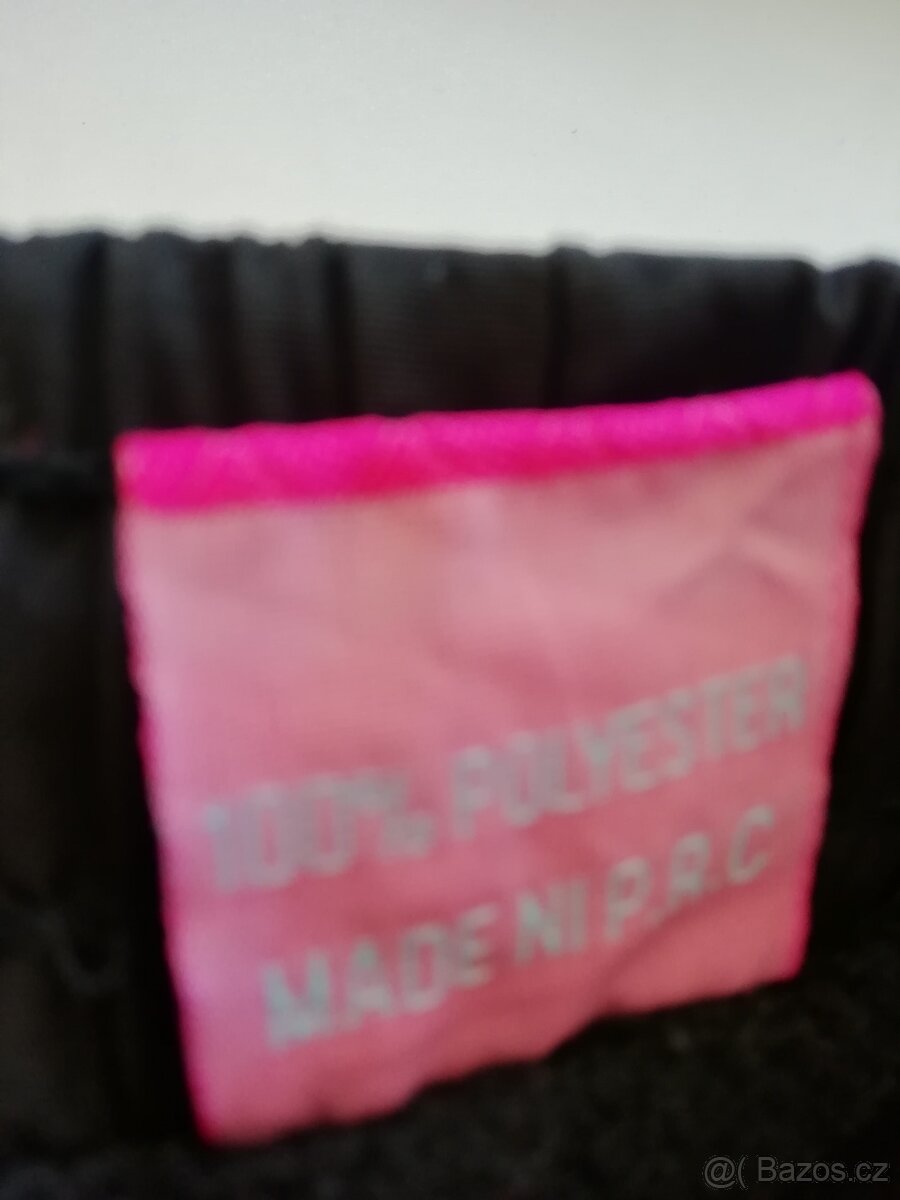 100% POLYESTER
MADE NI P.R.C
@( Bazos.cz